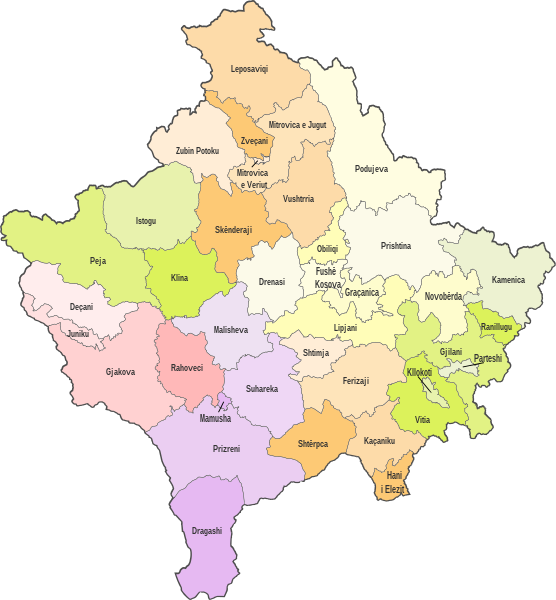 Leposaviqi
Mitrovica e Jugut
Zveçani
Zubin Potoku
Podujeva
Mitrovica
e Veriut
Vushtrria
Istogu
Skënderaji
Prishtina
Obiliqi
Peja
Klina
Fushë
Kosova
Drenasi
Kamenica
Graçanica
Novobërda
Deçani
Malisheva
Lipjani
Ranillugu
Juniku
Shtimja
Gjilani
Parteshi
Gjakova
Rahoveci
Kllokoti
Ferizaji
Suhareka
Mamusha
Vitia
Prizreni
Shtërpca
Kaçaniku
Hani
i Elezit
Dragashi